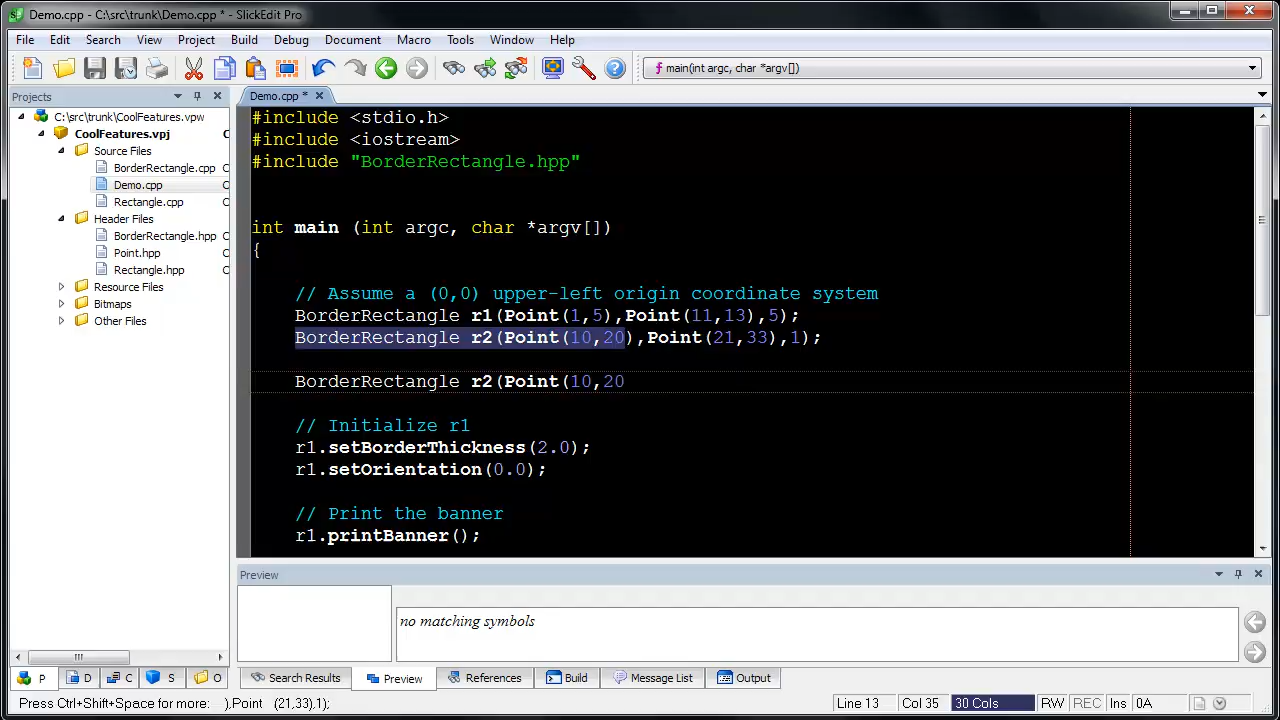 Demo.cpp - C:\src\trunk\Demo.cpp * - SlickEdit Pro
File Edit Search View Project Build Debug Document Macro Tools Window Help
main(int argc, char *argv[])
Projects
C:\src\trunk\CoolFeatures.vpw
CoolFeatures.vpj
Source Files
BorderRectangle.cpp
Demo.cpp
Rectangle.cpp
Header Files
BorderRectangle.hpp
Point.hpp
Rectangle.hpp
Resource Files
Bitmaps
Other Files
Demo.cpp *
#include <stdio.h>
#include <iostream>
#include "BorderRectangle.hpp"
int main (int argc, char *argv[])
{
// Assume a (0,0) upper-left origin coordinate system
BorderRectangle r1(Point(1,5),Point(11,13),5);
BorderRectangle r2(Point(10,20),Point(21,33),1);
BorderRectangle r2(Point(10,20
// Initialize r1
r1.setBorderThickness(2.0);
r1.setOrientation(0.0);
// Print the banner
r1.printBanner();
Preview
no matching symbols
P D C S O
Search Results Preview References Build Message List Output
Press Ctrl+Shift+Space for more: ),Point (21,33),1); Line 13 Col 35 30 Cols RW REC Ins 0A